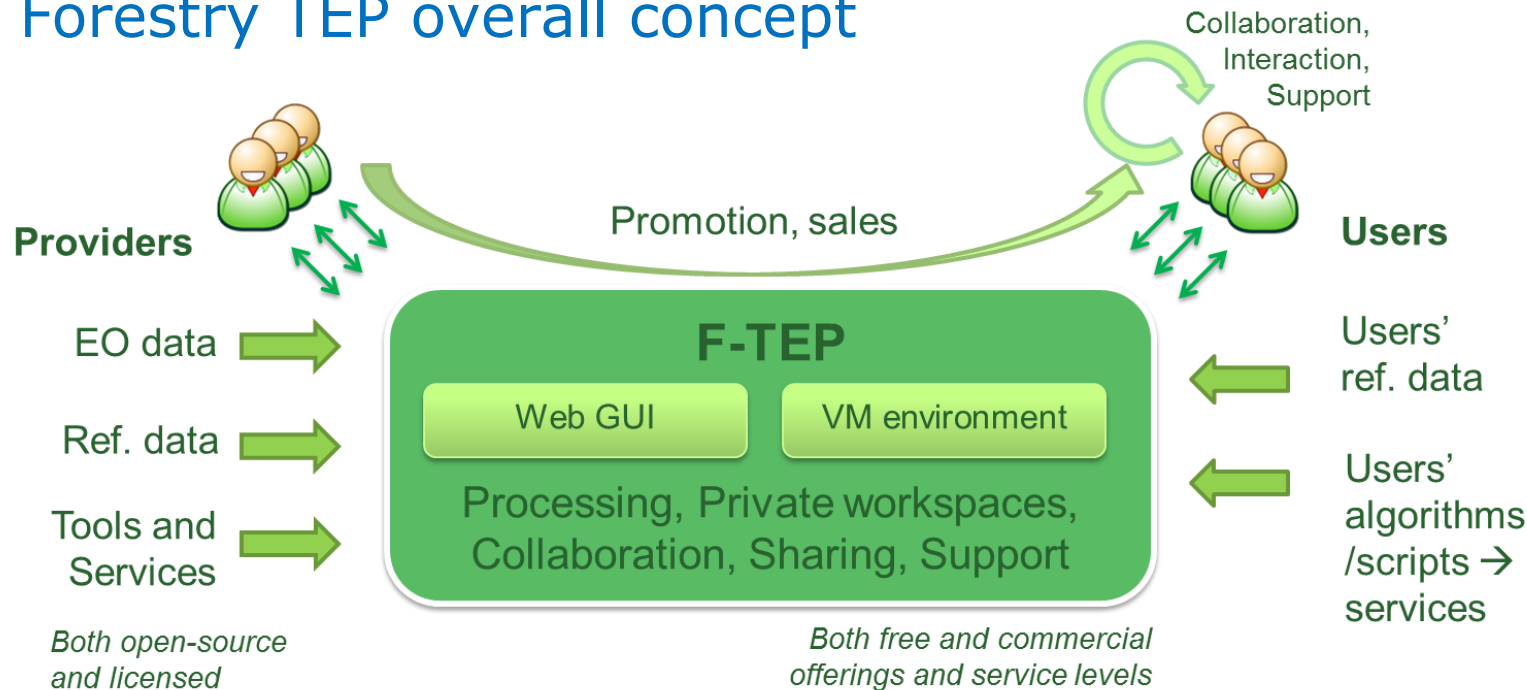 Forestry TEP overall concept
Collaboration,
Interaction,
Support
Promotion, sales
Providers
Users
EO data
Ref. data
Tools and
Services
Both open-source
and licensed
F-TEP
Web GUI
VM environment
Processing, Private workspaces,
Collaboration, Sharing, Support
Both free and commercial
offerings and service levels
Users’
ref. data
Users’
algorithms
/scripts →
services